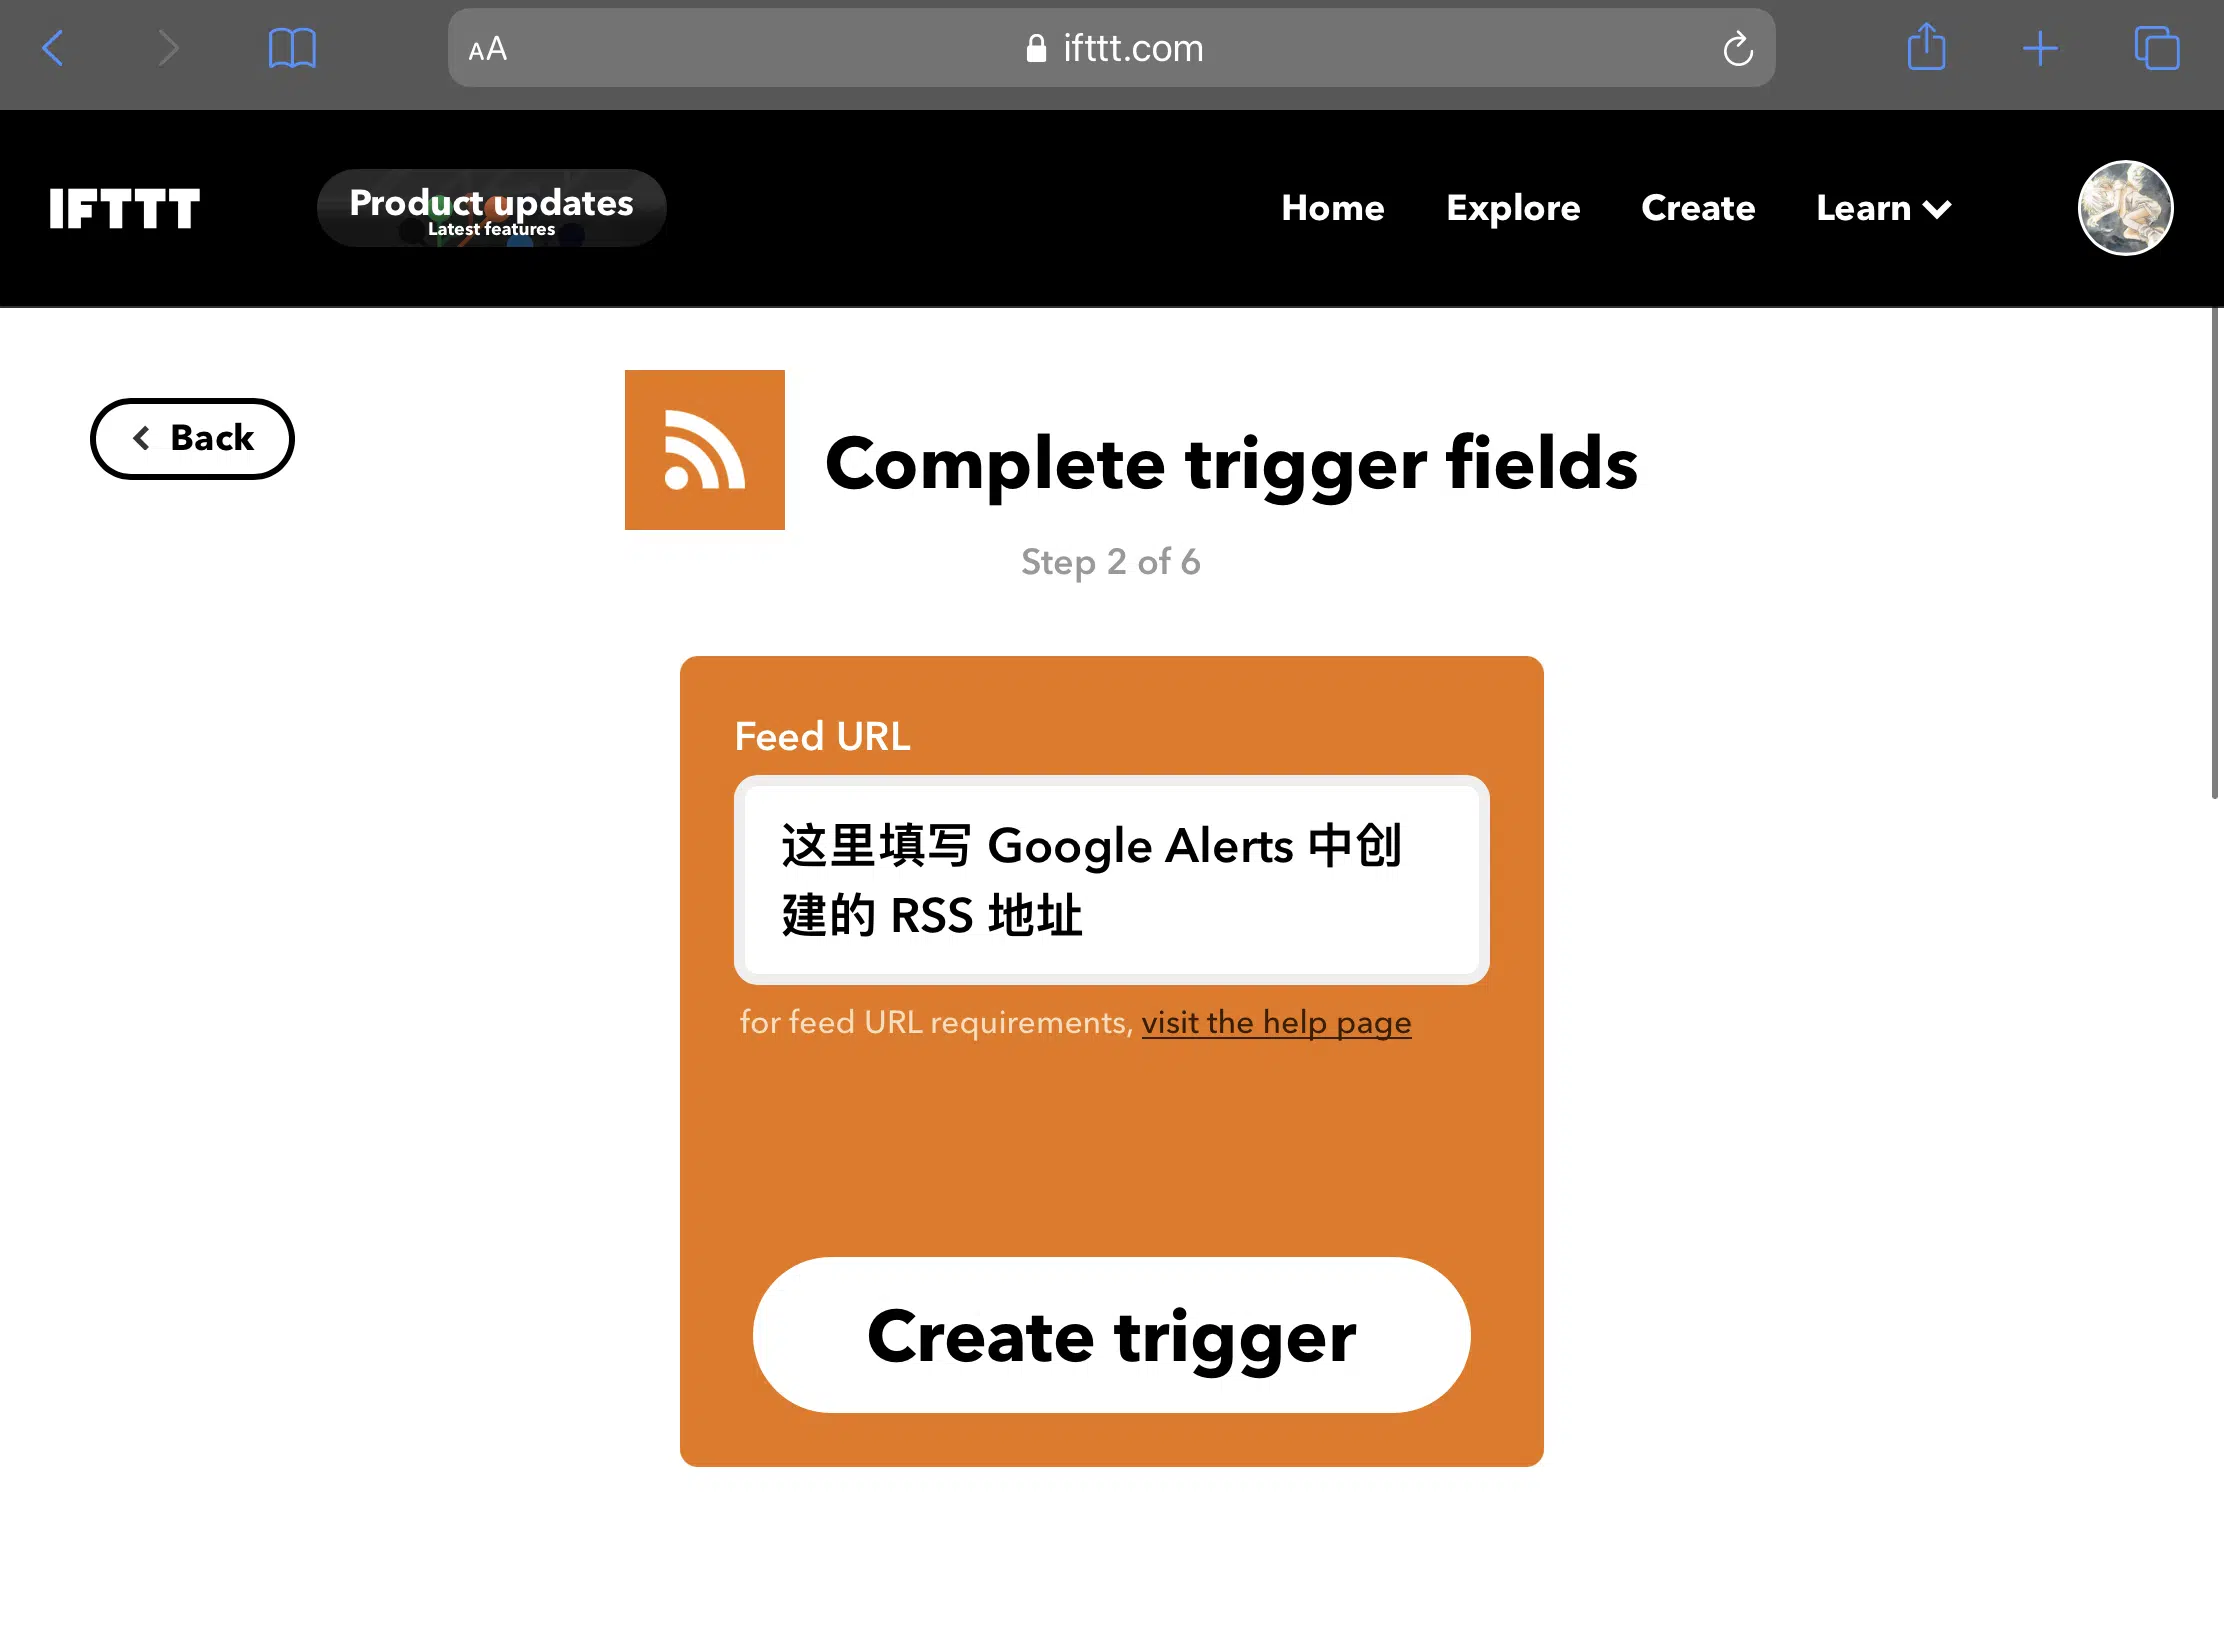 AA
ifttt.com
IFTTT
Product updates
Latest features
Home
Explore
Create
Learn
Back
Complete trigger fields
Step 2 of 6
Feed URL
这里填写 Google Alerts 中创
建的 RSS 地址
for feed URL requirements, visit the help page
Create trigger